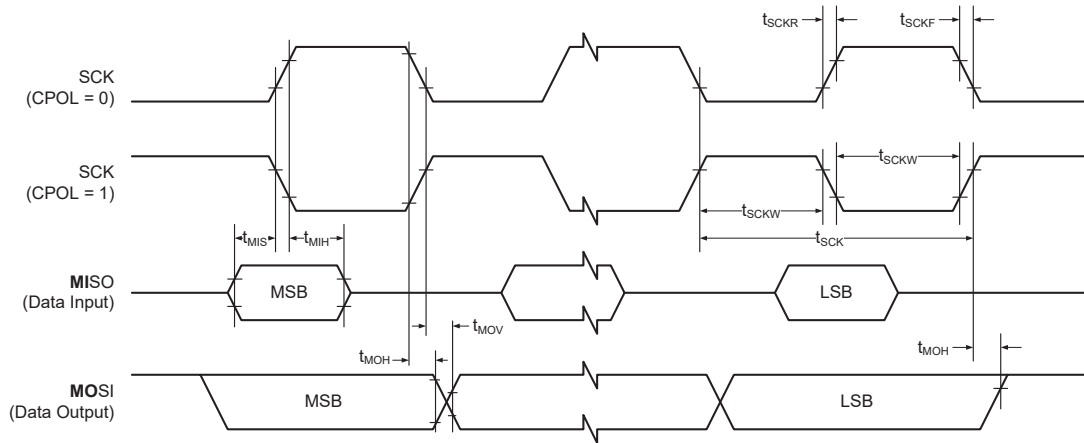 tSCKR
tSCKF
SCK
(CPOL = 0)
SCK
(CPOL = 1)
tSCKW
tSCKW
tSCK
tMIS
tMIH
MISO
(Data Input)
MSB
LSB
tMOV
tMOH
tMOH
MOSI
(Data Output)
MSB
LSB